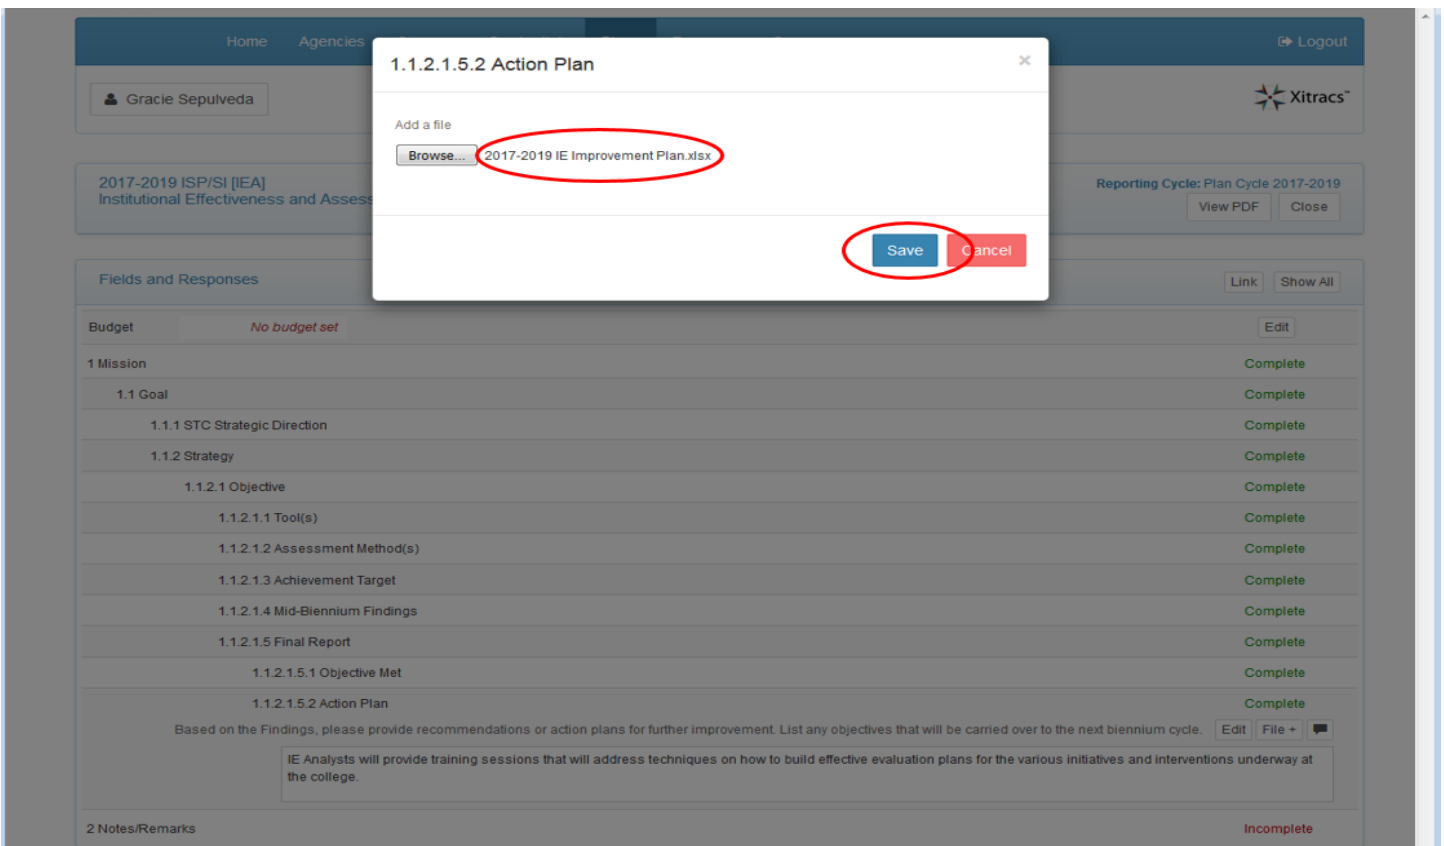 Home Agencies Logout
1.1.2.1.5.2 Action Plan ×
Gracie Sepulveda
Xitracs™
Add a file
Browse... 2017-2019 IE Improvement Plan.xlsx
2017-2019 ISP/SI [IEA]
Institutional Effectiveness and Assess
Reporting Cycle: Plan Cycle 2017-2019
View PDF Close
Save Cancel
Fields and Responses
Link Show All
Budget No budget set Edit
1 Mission Complete
1.1 Goal Complete
1.1.1 STC Strategic Direction Complete
1.1.2 Strategy Complete
1.1.2.1 Objective Complete
1.1.2.1.1 Tool(s) Complete
1.1.2.1.2 Assessment Method(s) Complete
1.1.2.1.3 Achievement Target Complete
1.1.2.1.4 Mid-Biennium Findings Complete
1.1.2.1.5 Final Report Complete
1.1.2.1.5.1 Objective Met Complete
1.1.2.1.5.2 Action Plan Complete
Based on the Findings, please provide recommendations or action plans for further improvement. List any objectives that will be carried over to the next biennium cycle. Edit File +
IE Analysts will provide training sessions that will address techniques on how to build effective evaluation plans for the various initiatives and interventions underway at
the college.
2 Notes/Remarks Incomplete